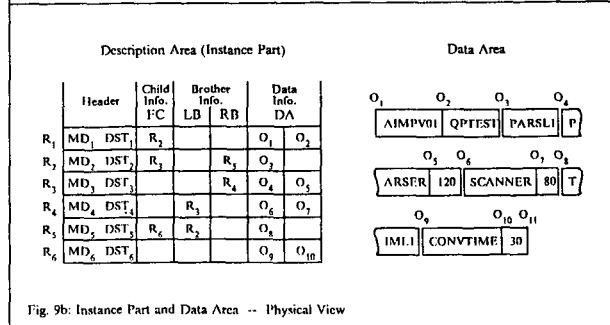 Description Area (Instance Part)
Data Area
Header Child Info. FC Brother Info. LB RB Data Info. DA
R1 MD1 DST1 R2 O1 O2
R2 MD2 DST2 R3 R5 O3
R3 MD3 DST3 R4 O4 O5
R4 MD4 DST4 R3 O6 O7
R5 MD5 DST5 R6 R2 O8
R6 MD6 DST6 O9 O10
O1 O2 O3 O4
AIMPV01 QPTEST PARSL1 P
O5 O6 O7 O8
ARSER 120 SCANNER 80 T
O9 O10 O11
IML1 CONVTIME 30
Fig. 9b: Instance Part and Data Area -- Physical View